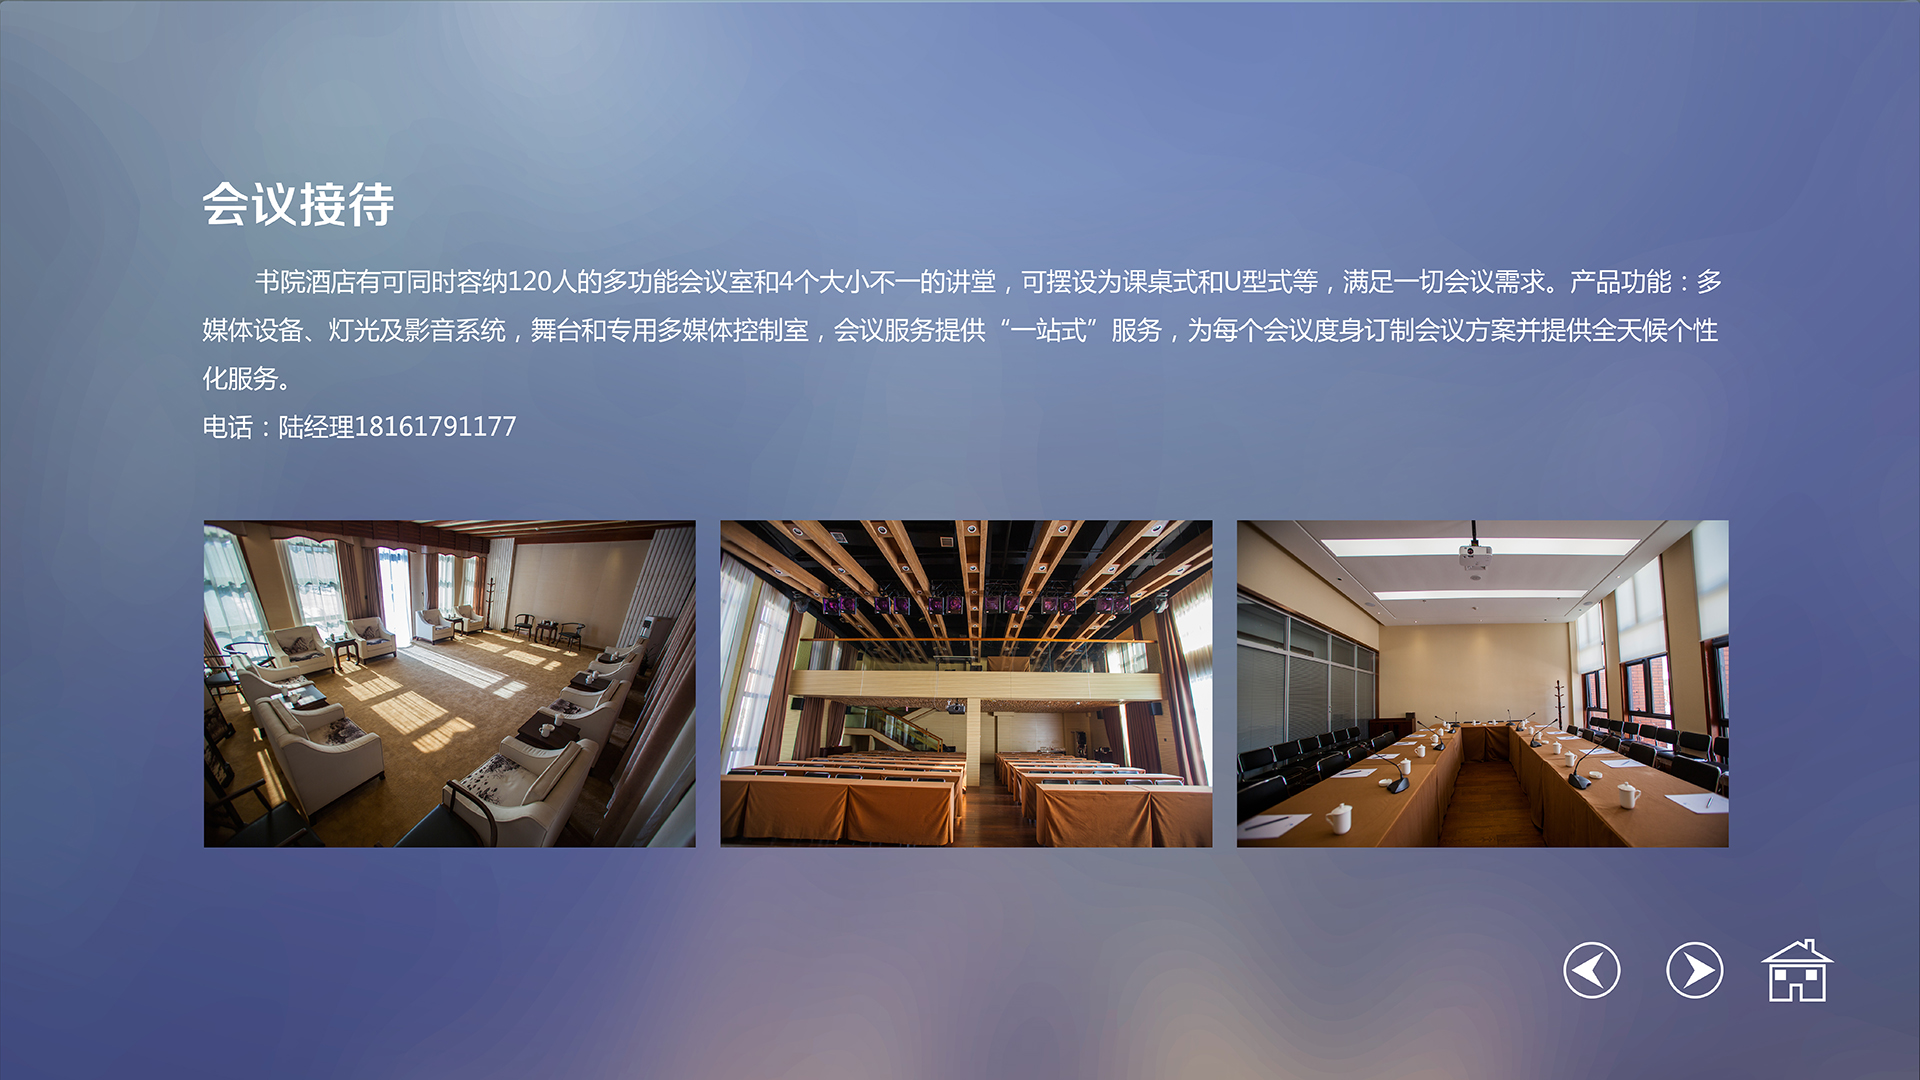 会议接待
书院酒店有可同时容纳120人的多功能会议室和4个大小不一的讲堂，可摆设为课桌式和U型式等，满足一切会议需求。产品功能：多
媒体设备、灯光及影音系统，舞台和专用多媒体控制室，会议服务提供“一站式”服务，为每个会议度身订制会议方案并提供全天候个性
化服务。
电话：陆经理18161791177